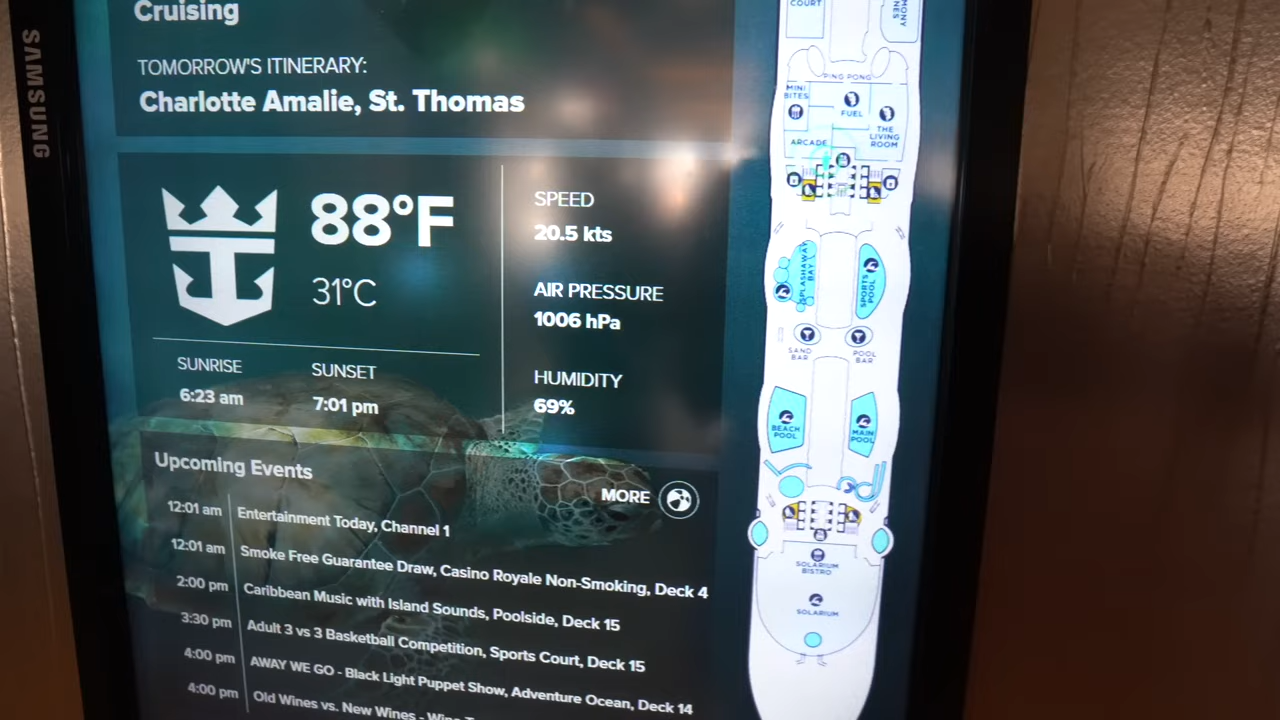 SAMSUNG
Cruising
TOMORROW'S ITINERARY:
Charlotte Amalie, St. Thomas
88°F
31°C
SUNRISE
6:23 am
SUNSET
7:01 pm
SPEED
20.5 kts
AIR PRESSURE
1006 hPa
HUMIDITY
69%
Upcoming Events
MORE
12:01 am Entertainment Today, Channel 1
12:01 am Smoke Free Guarantee Draw, Casino Royale Non-Smoking, Deck 4
2:00 pm Caribbean Music with Island Sounds, Poolside, Deck 15
3:30 pm Adult 3 vs 3 Basketball Competition, Sports Court, Deck 15
4:00 pm AWAY WE GO - Black Light Puppet Show, Adventure Ocean, Deck 14
4:00 pm Old Wines vs. New Wines -
COURT
PING PONG
MINI
BITES
FUEL
THE
LIVING
ROOM
ARCADE
SPLASHAWAY
BAY
SPORTS
POOL
SAND
BAR
POOL
BAR
BEACH
POOL
MAIN
POOL
SOLARIUM
BISTRO
SOLARIUM